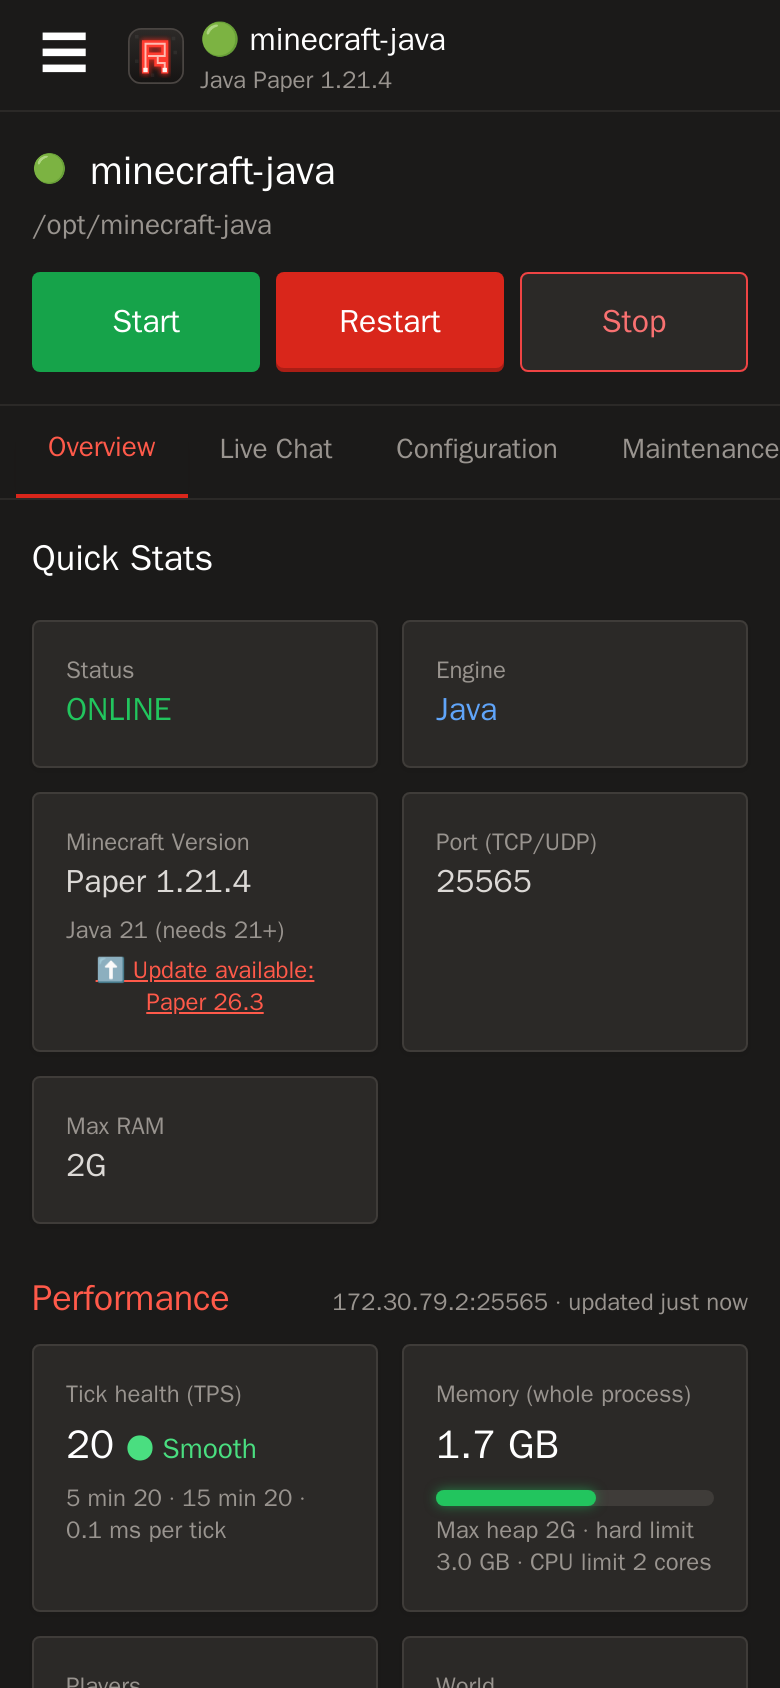 minecraft-java
Java Paper 1.21.4
minecraft-java
/opt/minecraft-java
Start
Restart
Stop
Overview
Live Chat
Configuration
Maintenance
Quick Stats
Status
ONLINE
Engine
Java
Minecraft Version
Paper 1.21.4
Java 21 (needs 21+)
⬆️ Update available:
Paper 26.3
Port (TCP/UDP)
25565
Max RAM
2G
Performance
172.30.79.2:25565 · updated just now
Tick health (TPS)
20 Smooth
5 min 20 · 15 min 20 ·
0.1 ms per tick
Memory (whole process)
1.7 GB
Max heap 2G · hard limit
3.0 GB · CPU limit 2 cores
Players
World